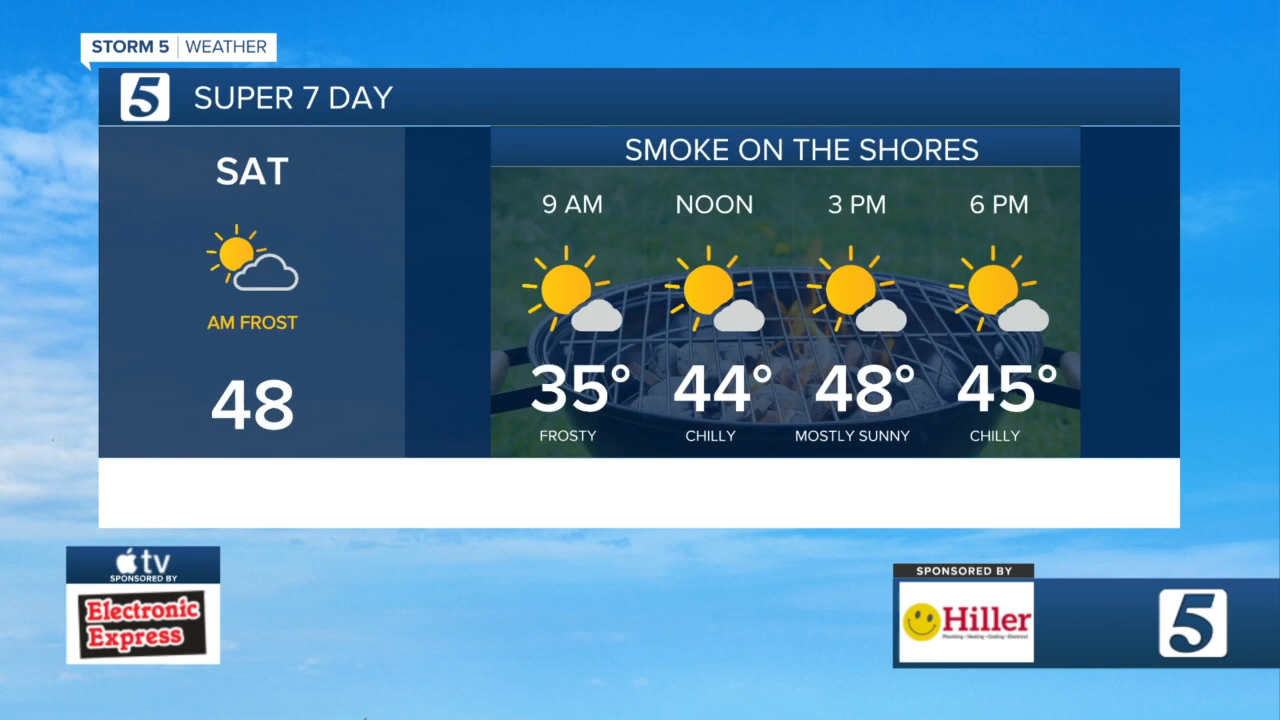 STORM 5 | WEATHER
5 SUPER 7 DAY
SAT
AM FROST
48
SMOKE ON THE SHORES
9 AM NOON 3 PM 6 PM
35° 44° 48° 45°
FROSTY CHILLY MOSTLY SUNNY CHILLY
tv
SPONSORED BY
Electronic
Express
SPONSORED BY
Hiller
Plumbing • Heating • Cooling • Electrical
5